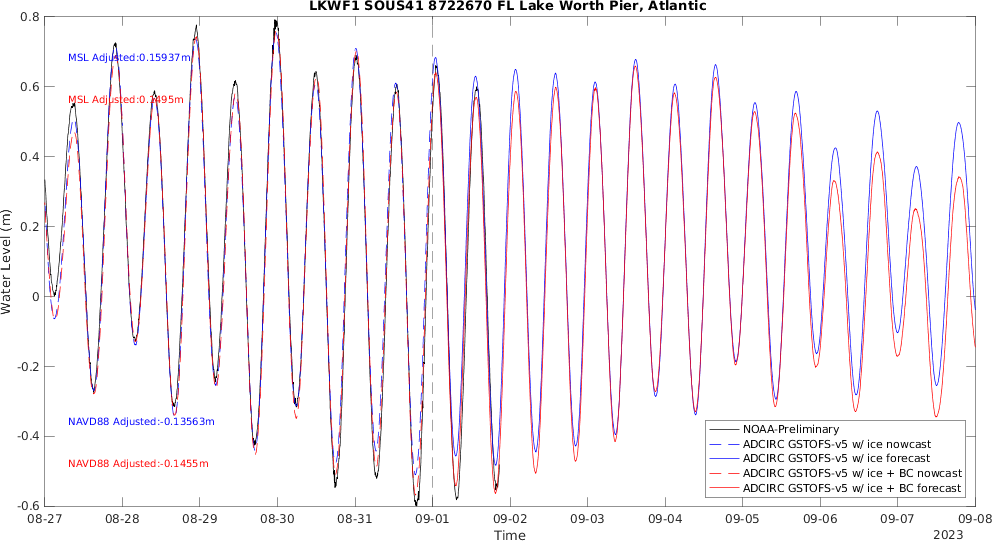 LKWF1 SOUS41 8722670 FL Lake Worth Pier, Atlantic
0.8
0.6
0.4
0.2
0
-0.2
-0.4
-0.6
Water Level (m)
MSL Adjusted:0.15937m
MSL Adjusted:0.1495m
NAVD88 Adjusted:-0.13563m
NAVD88 Adjusted:-0.1455m
NOAA-Preliminary
ADCIRC GSTOFS-v5 w/ ice nowcast
ADCIRC GSTOFS-v5 w/ ice forecast
ADCIRC GSTOFS-v5 w/ ice + BC nowcast
ADCIRC GSTOFS-v5 w/ ice + BC forecast
08-27 08-28 08-29 08-30 08-31 09-01 09-02 09-03 09-04 09-05 09-06 09-07 09-08
Time
2023